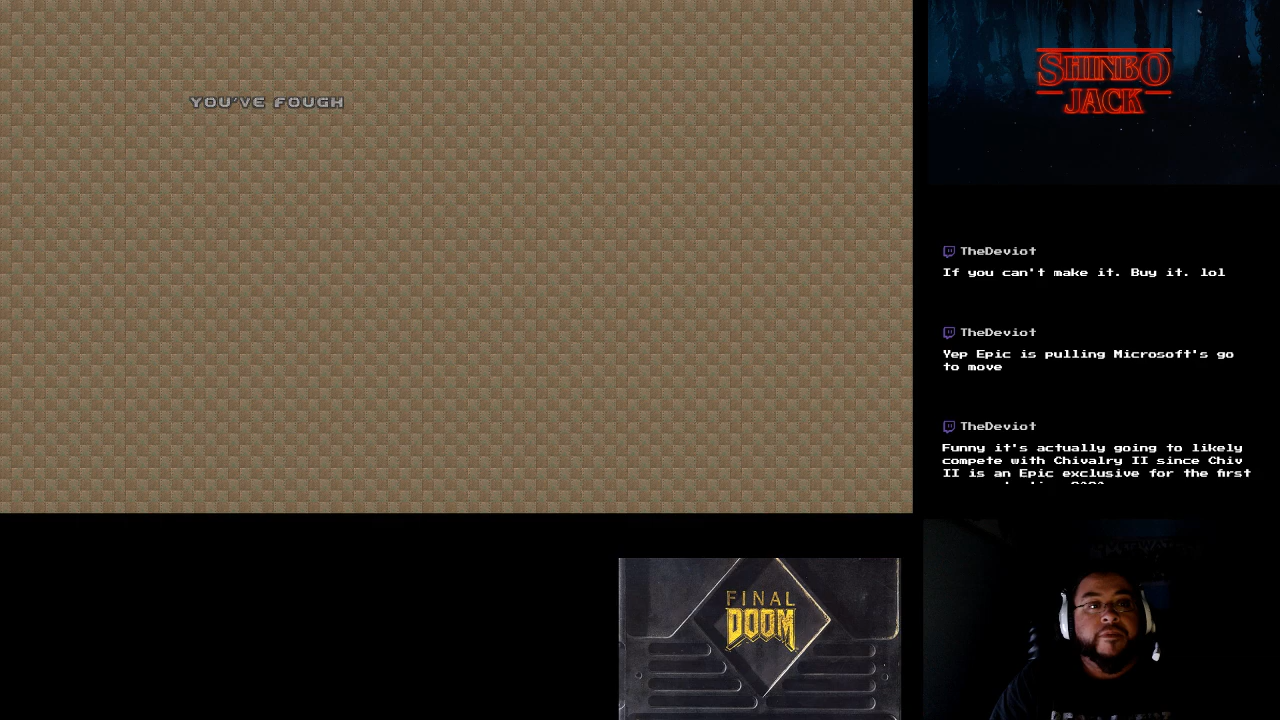 YOU'VE FOUGH
SHINBO
JACK
TheDeviot
If you can't make it. Buy it. lol
TheDeviot
Yep Epic is pulling Microsoft's go
to move
TheDeviot
Funny it's actually going to likely
compete with Chivalry II since Chiv
II is an Epic exclusive for the first
FINAL
DOOM